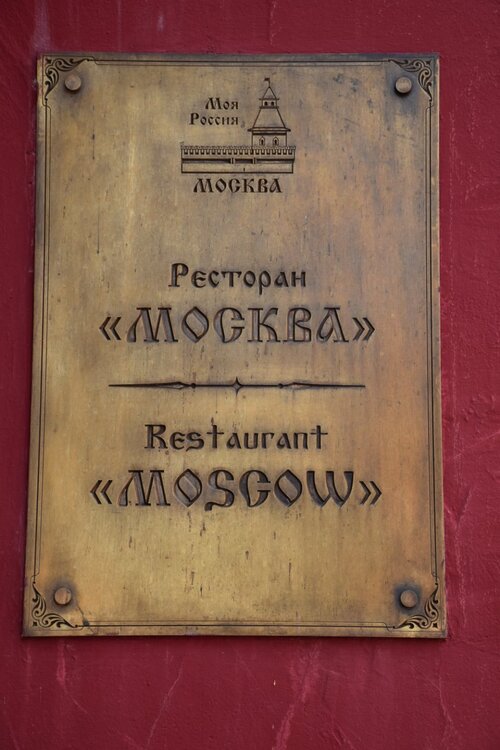 Моя
Россия
МОСКВА
Ресторан
«МОСКВА»
Restaurant
«MOSCOW»